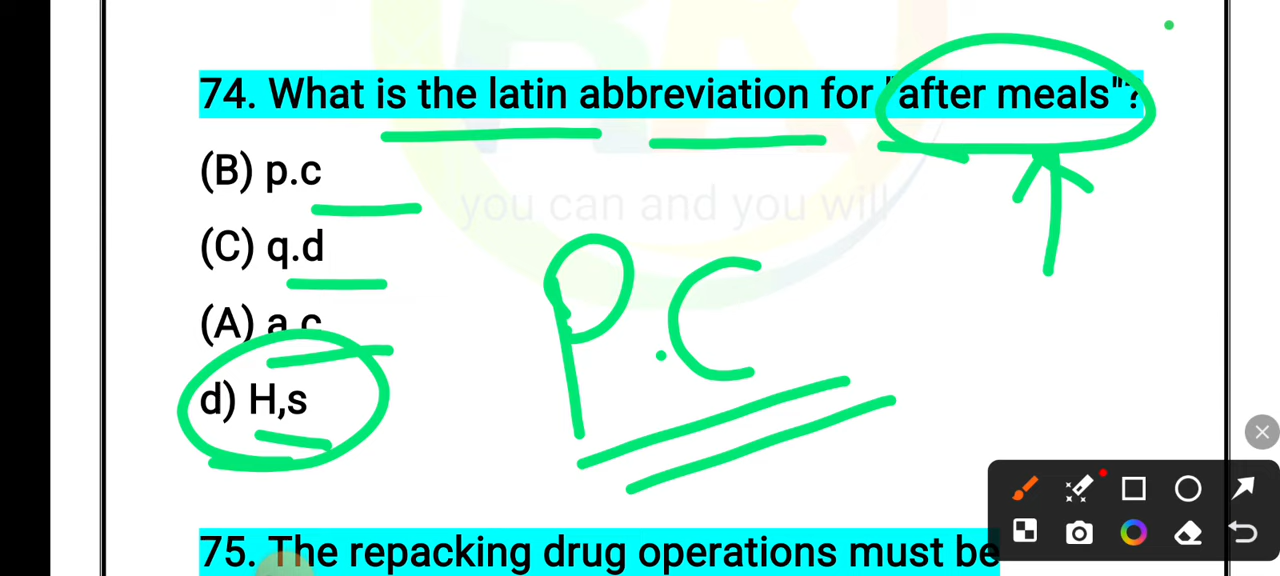 74. What is the latin abbreviation for "after meals"?
(B) p.c
you can and you will
(C) q.d
P.C
(A) a.c
d) H,s
75. The repacking drug operations must be